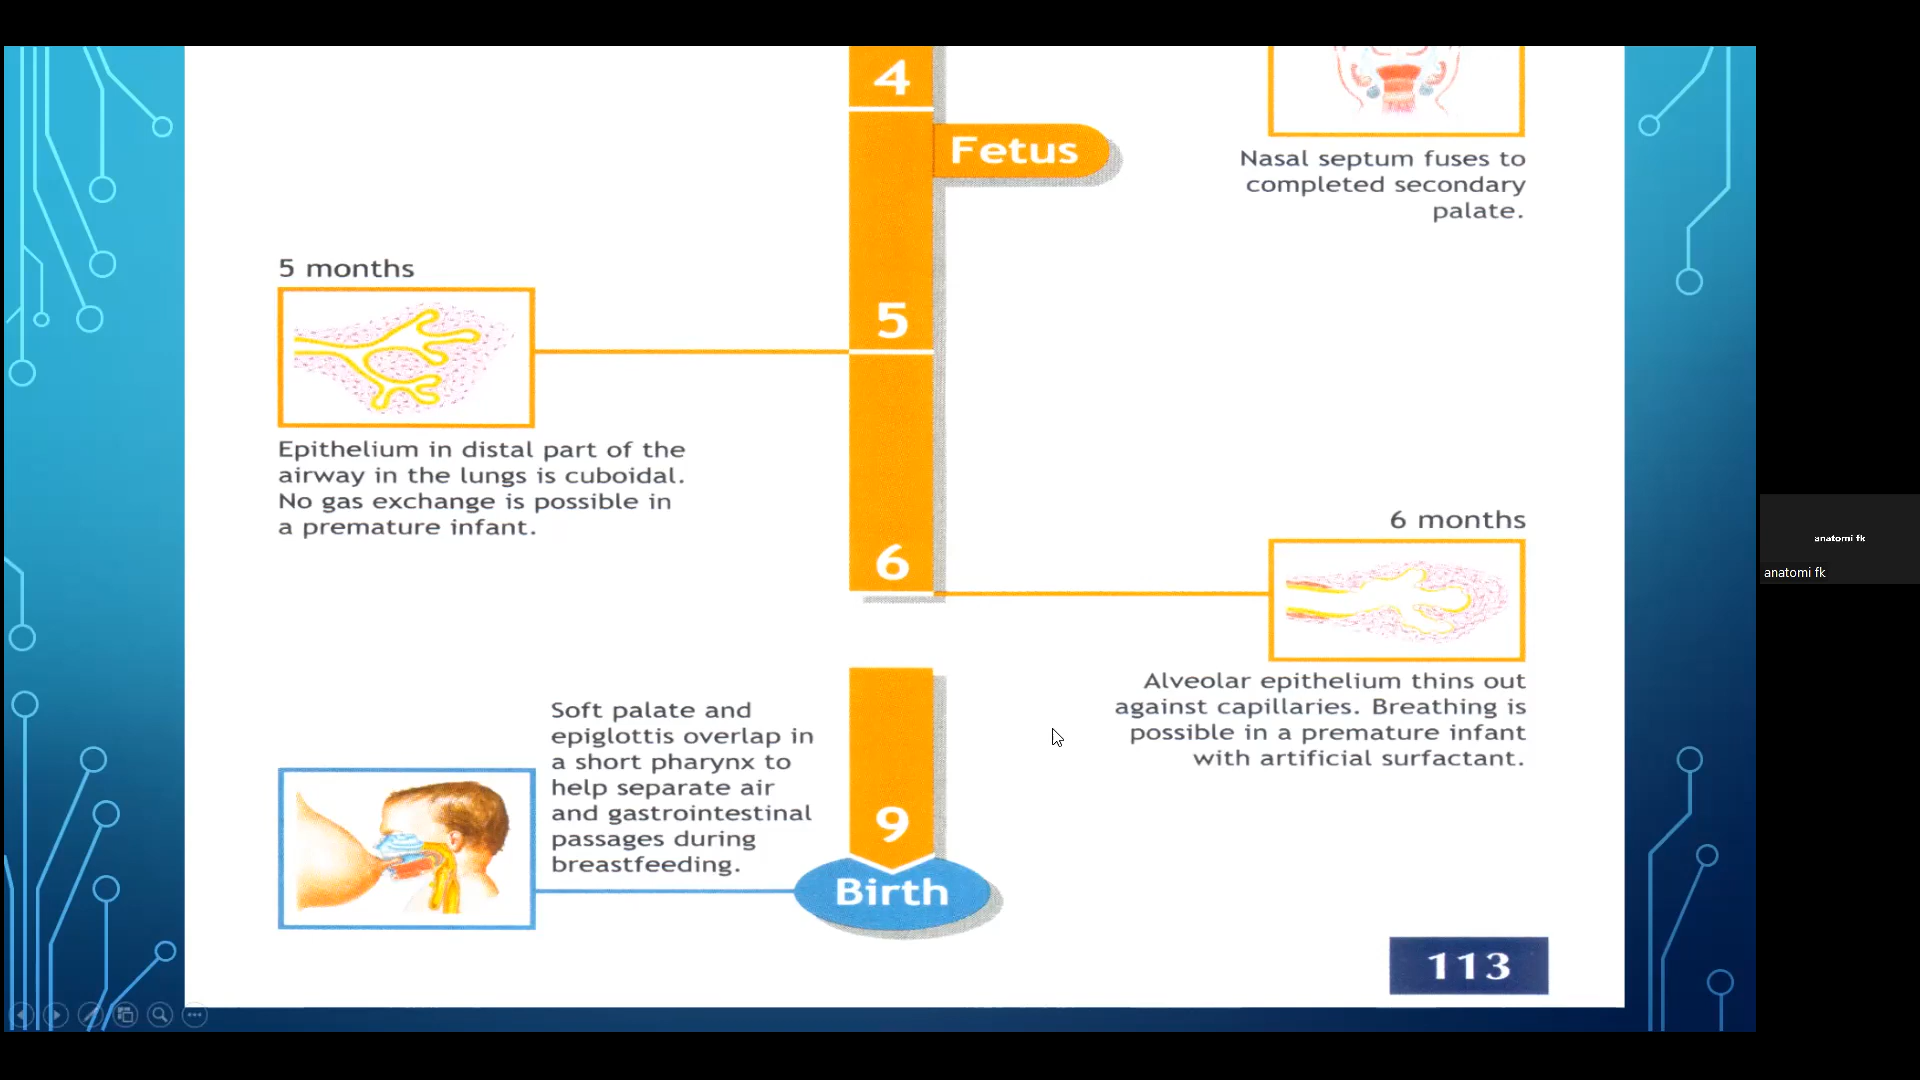 4
Fetus
Nasal septum fuses to
completed secondary
palate.
5 months
5
Epithelium in distal part of the
airway in the lungs is cuboidal.
No gas exchange is possible in
a premature infant.
6
6 months
Alveolar epithelium thins out
against capillaries. Breathing is
possible in a premature infant
with artificial surfactant.
Soft palate and
epiglottis overlap in
a short pharynx to
help separate air
and gastrointestinal
passages during
breastfeeding.
9
Birth
113
anatomi fk
anatomi fk